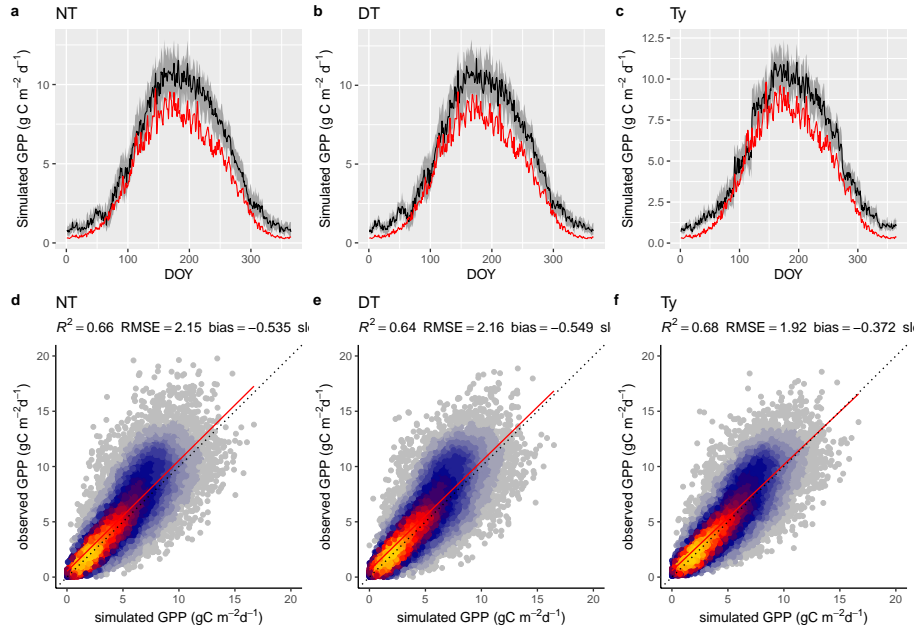 a NT
Simulated GPP (g C m⁻² d⁻¹)
10
5
0
0 100 200 300
DOY
b DT
Simulated GPP (g C m⁻² d⁻¹)
10
5
0
0 100 200 300
DOY
c Ty
Simulated GPP (g C m⁻² d⁻¹)
12.5
10.0
7.5
5.0
2.5
0.0
0 100 200 300
DOY
d NT
R² = 0.66 RMSE = 2.15 bias = −0.535 sl
observed GPP (gC m⁻²d⁻¹)
20
15
10
5
0
0 5 10 15 20
simulated GPP (gC m⁻²d⁻¹)
e DT
R² = 0.64 RMSE = 2.16 bias = −0.549 sl
observed GPP (gC m⁻²d⁻¹)
20
15
10
5
0
0 5 10 15 20
simulated GPP (gC m⁻²d⁻¹)
f Ty
R² = 0.68 RMSE = 1.92 bias = −0.372 sl
observed GPP (gC m⁻²d⁻¹)
20
15
10
5
0
0 5 10 15 20
simulated GPP (gC m⁻²d⁻¹)